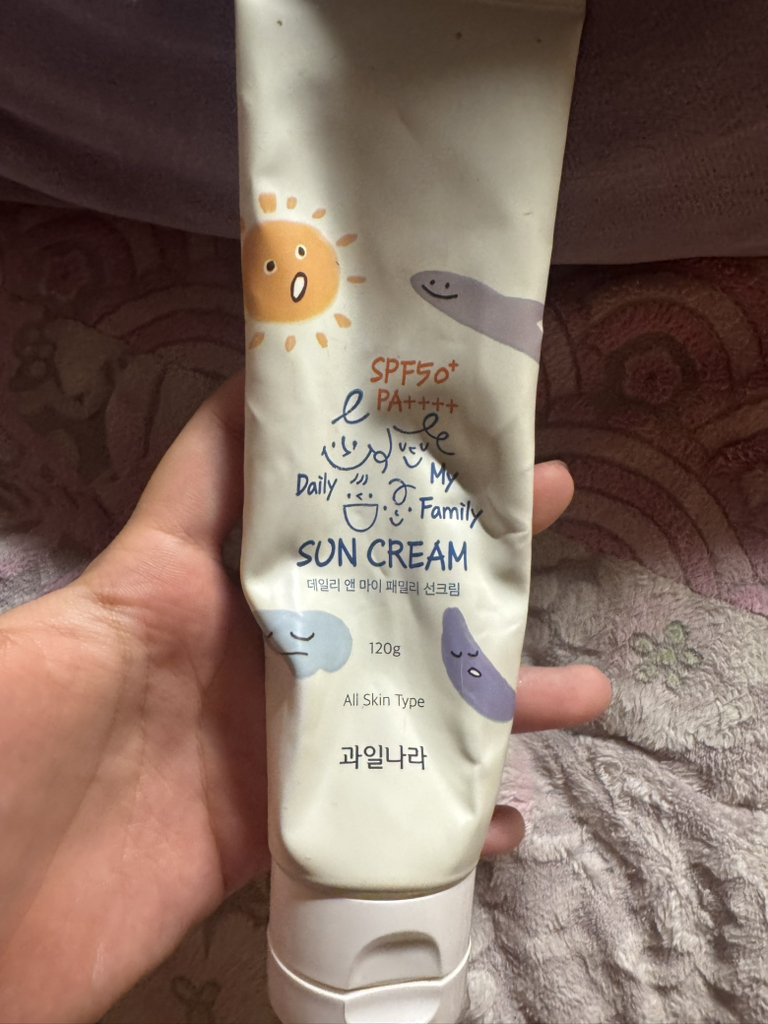 SPF50+
PA++++
Daily My Family
SUN CREAM
데일리 앤 마이 패밀리 선크림
120g
All Skin Type
과일나라